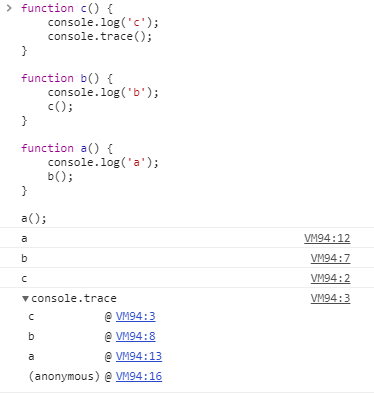 > function c() {
    console.log('c');
    console.trace();
}

function b() {
    console.log('b');
    c();
}

function a() {
    console.log('a');
    b();
}

a();
a VM94:12
b VM94:7
c VM94:2
▼console.trace VM94:3
c @ VM94:3
b @ VM94:8
a @ VM94:13
(anonymous) @ VM94:16